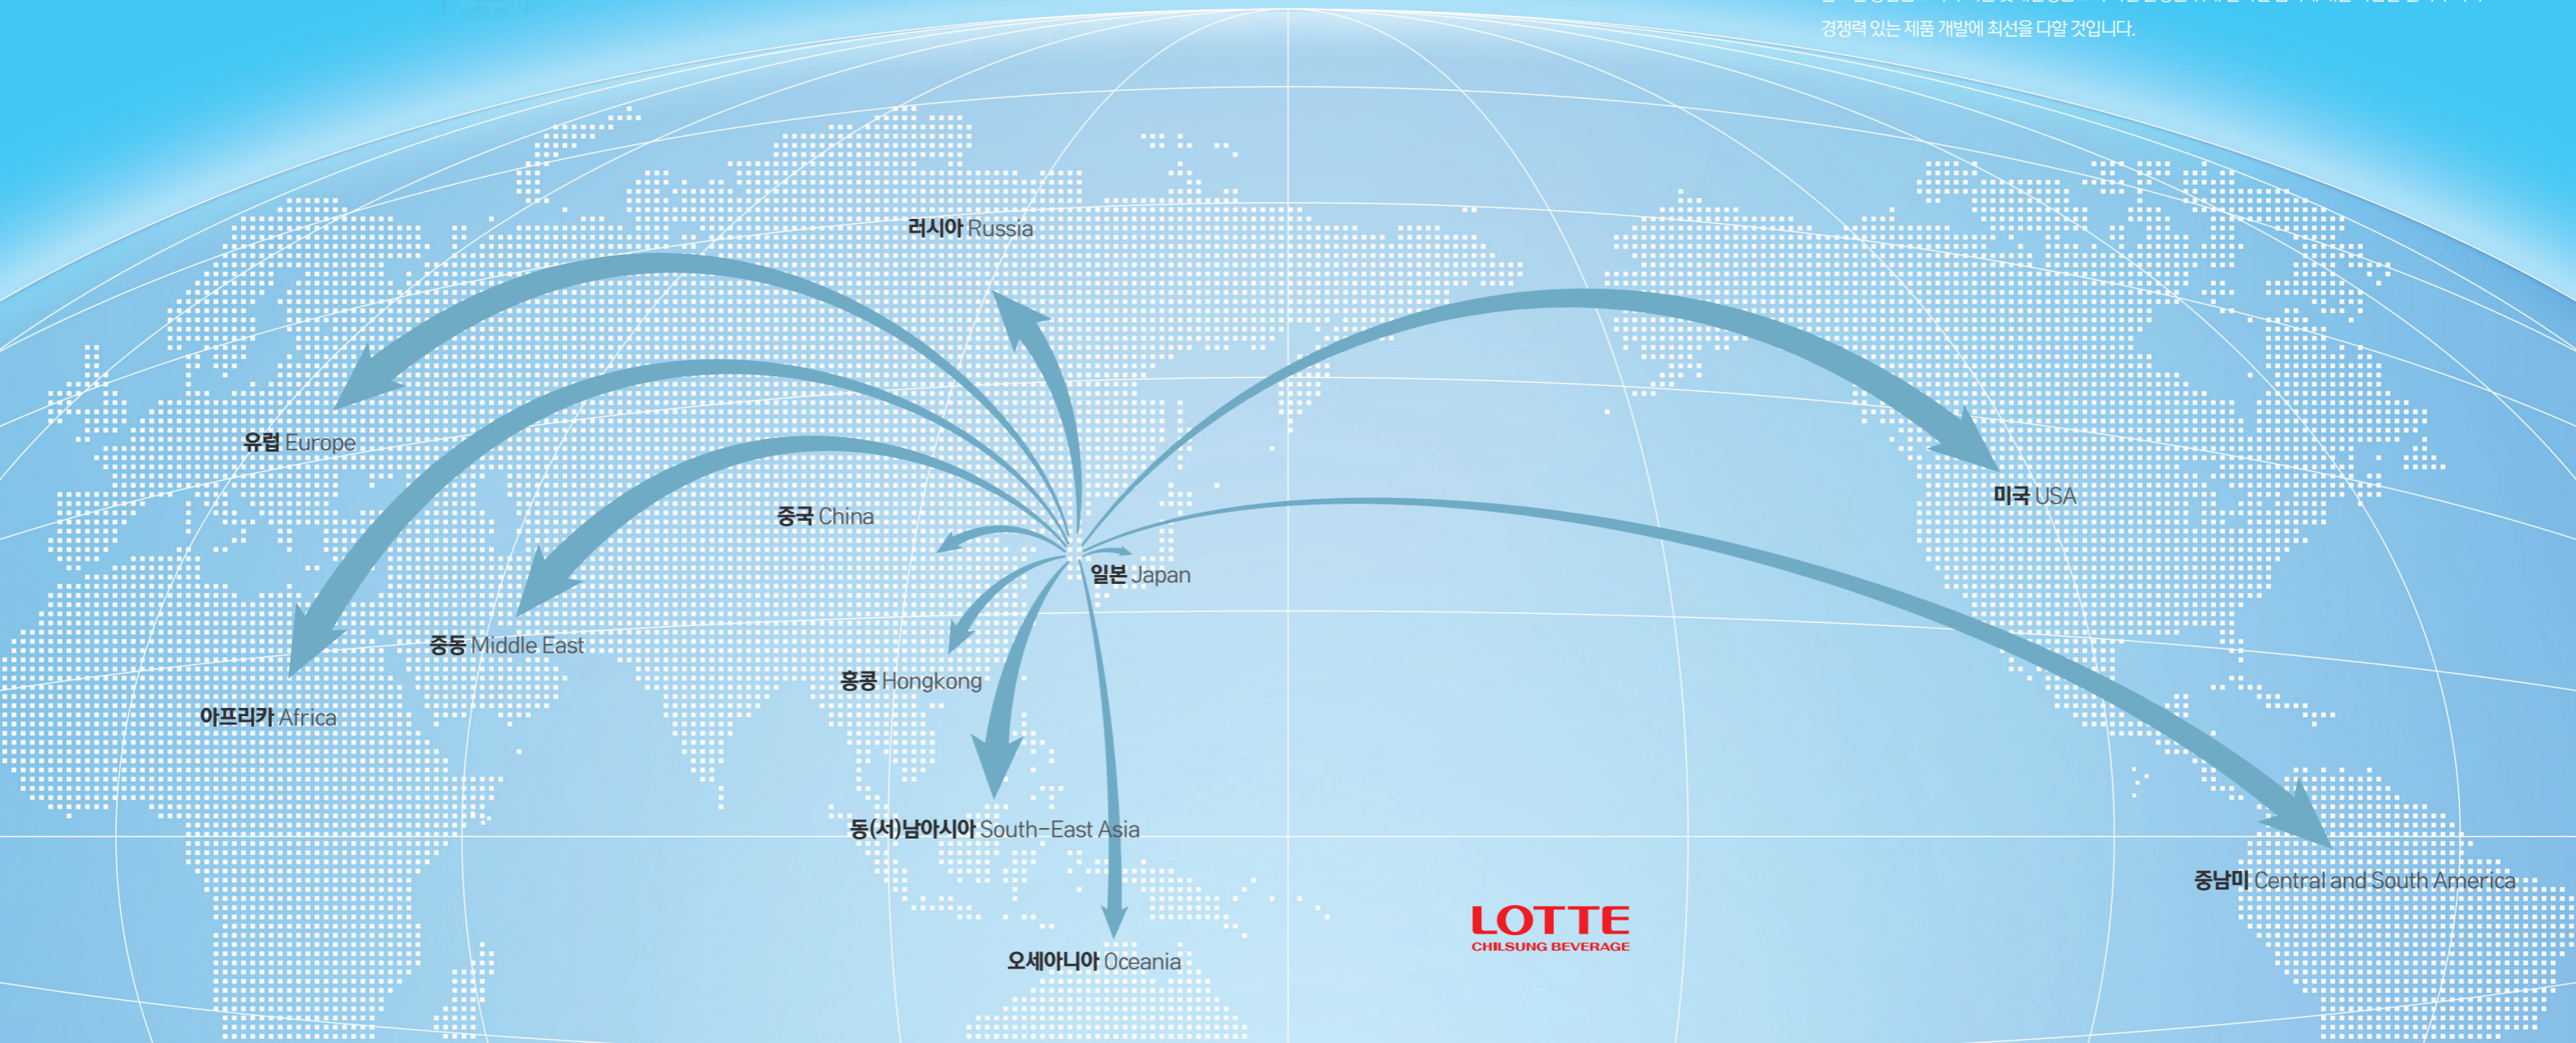 경쟁력 있는 제품 개발에 최선을 다할 것입니다.
러시아 Russia
유럽 Europe
미국 USA
중국 China
일본 Japan
중동 Middle East
홍콩 Hongkong
아프리카 Africa
동(서)남아시아 South-East Asia
중남미 Central and South America
LOTTE
CHILSUNG BEVERAGE
오세아니아 Oceania